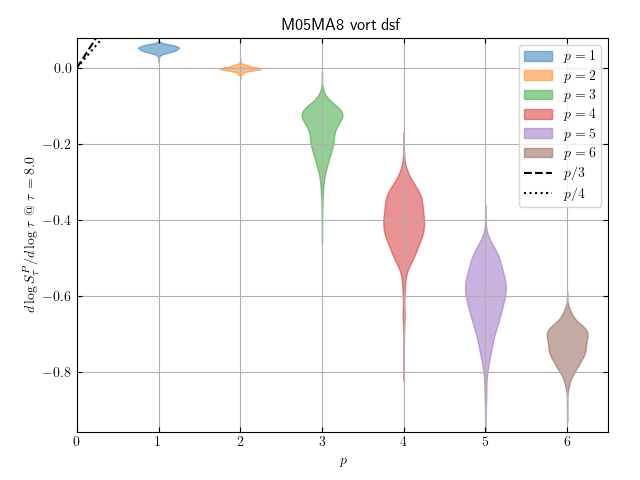 M05MA8 vort dsf
d log S_τ^P / d log τ @ τ = 8.0
0.0
−0.2
−0.4
−0.6
−0.8
0 1 2 3 4 5 6
p
p = 1
p = 2
p = 3
p = 4
p = 5
p = 6
p/3
p/4